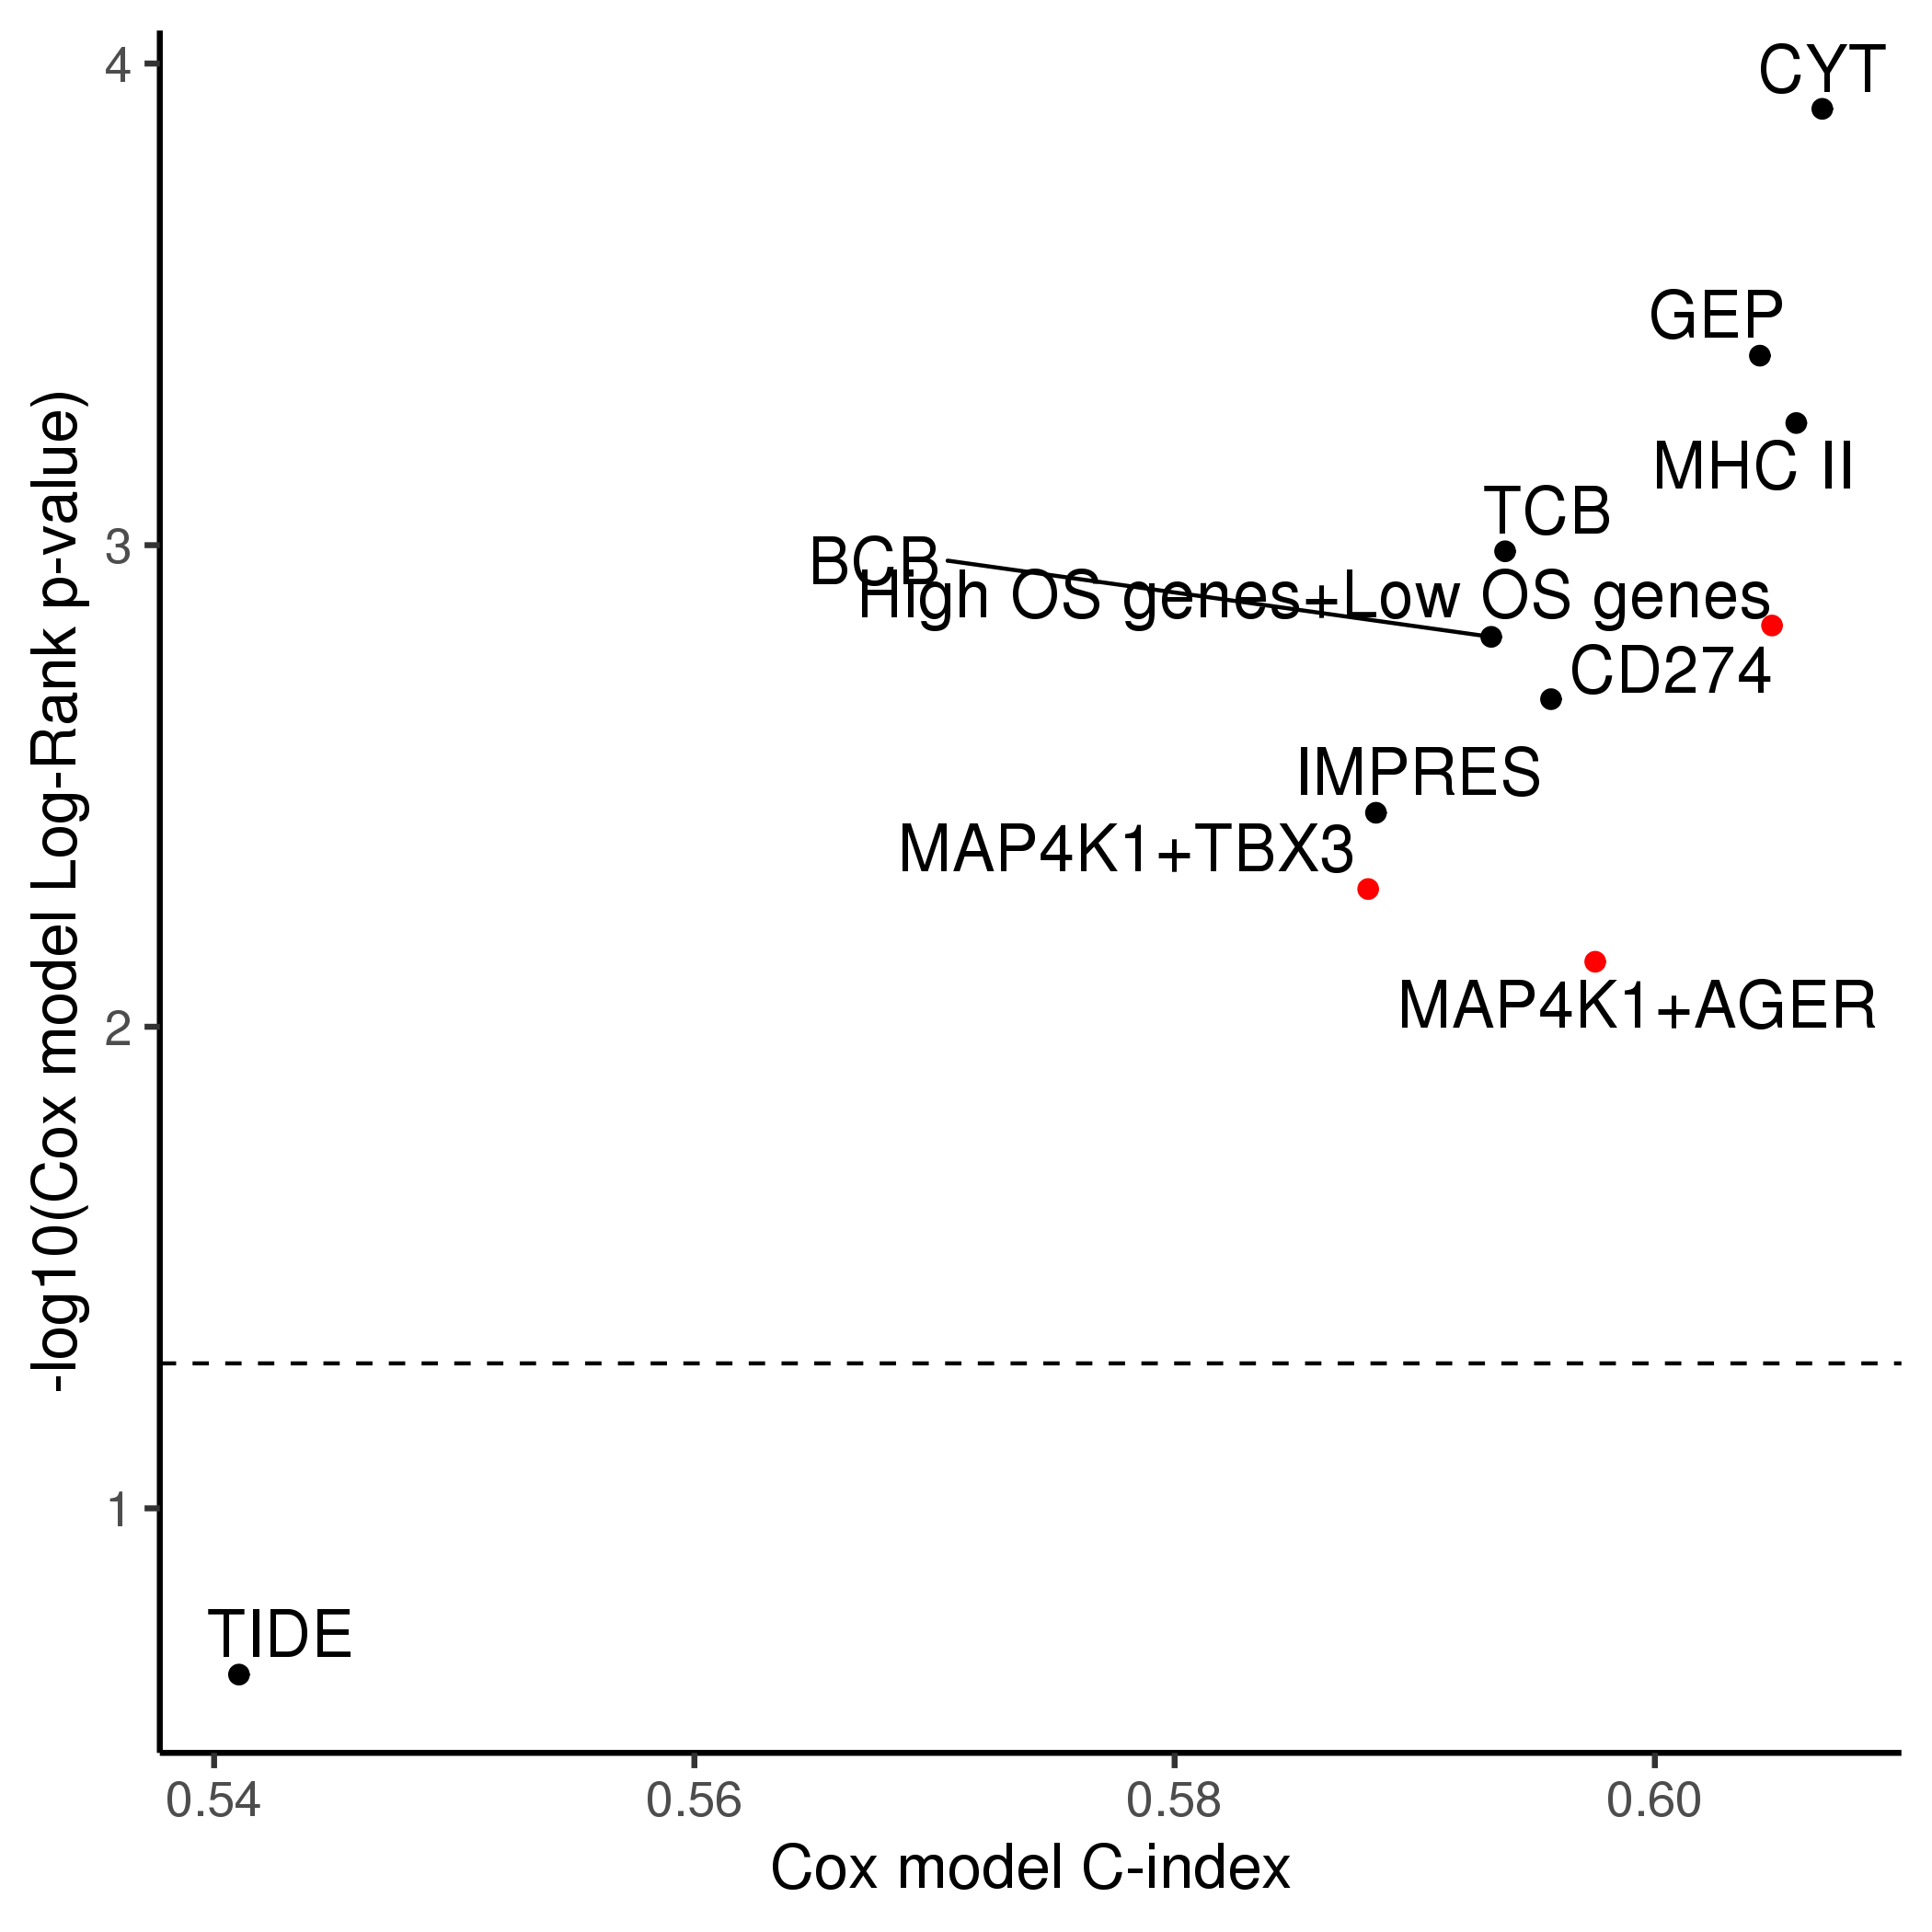 4
CYT
GEP
MHC II
TCB
3
BCB
High OS genes+Low OS genes
CD274
IMPRES
MAP4K1+TBX3
MAP4K1+AGER
2
1
TIDE
-log10(Cox model Log-Rank p-value)
0.54 0.56 0.58 0.60
Cox model C-index